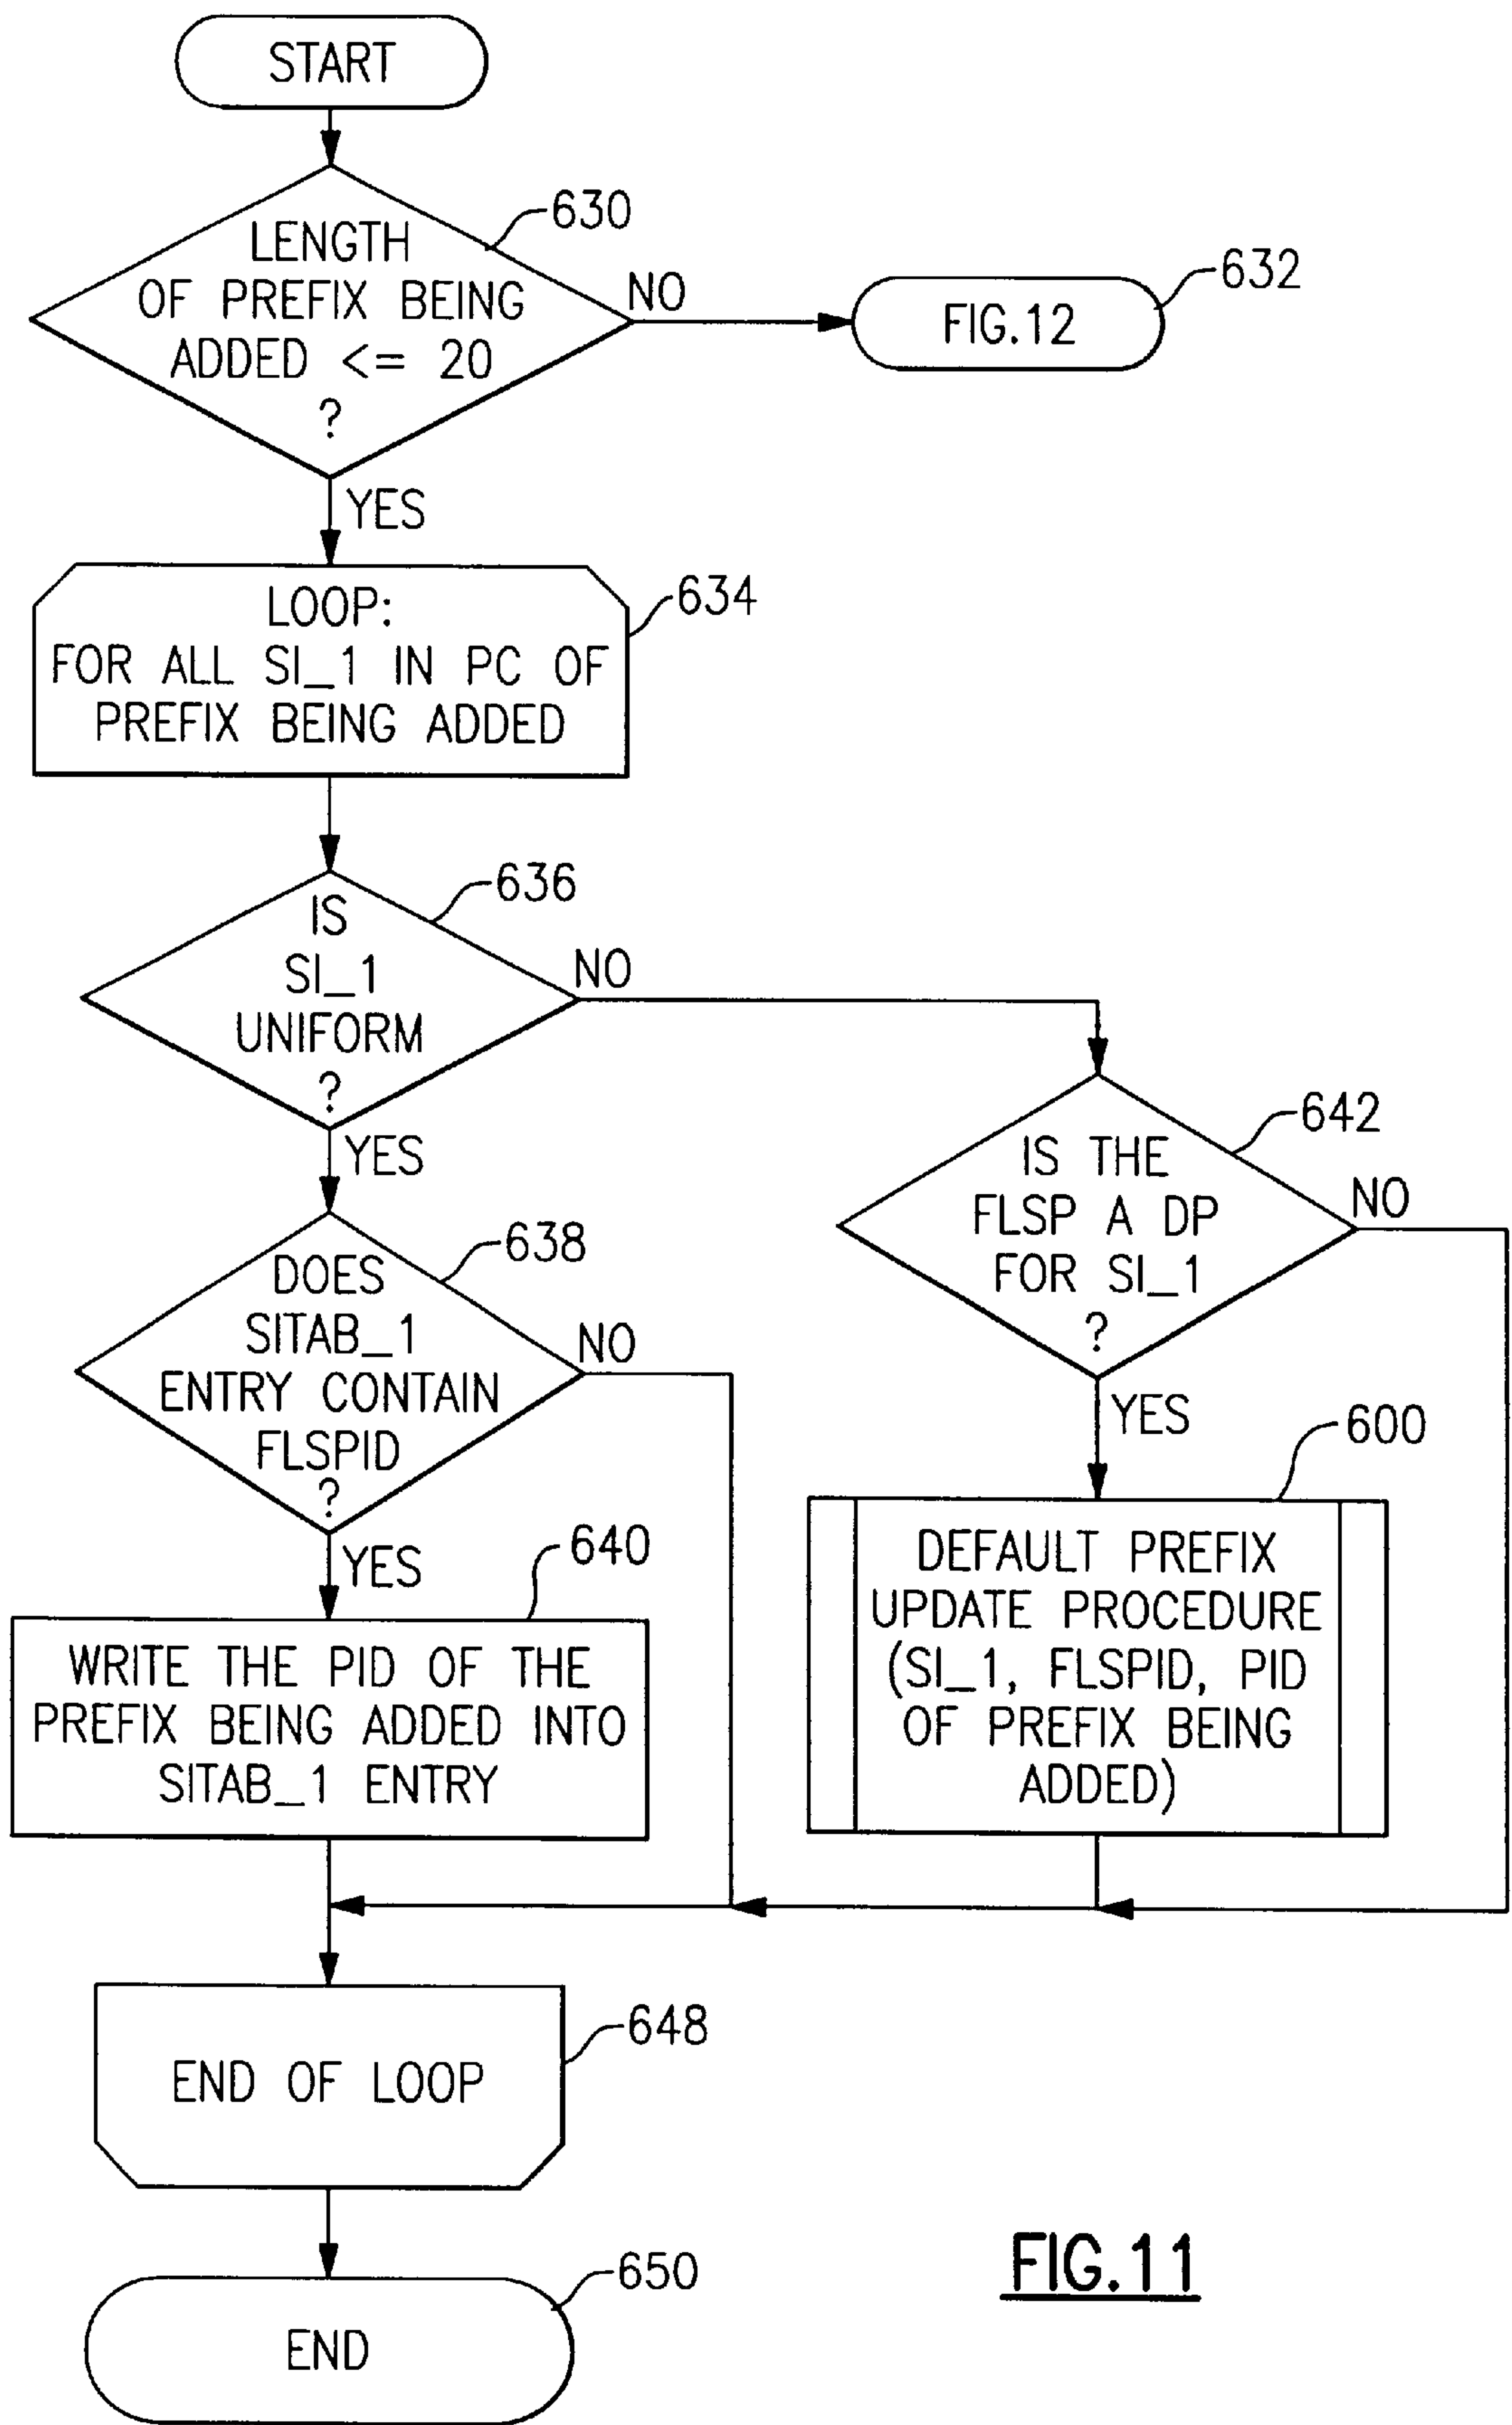 START
630
LENGTH
OF PREFIX BEING
ADDED <= 20
?
NO
FIG.12
632
YES
LOOP:
FOR ALL SI_1 IN PC OF
PREFIX BEING ADDED
634
IS
SI_1
UNIFORM
?
636
NO
YES
IS THE
FLSP A DP
FOR SI_1
?
642
NO
YES
DOES
SITAB_1
ENTRY CONTAIN
FLSPID
?
638
NO
YES
600
DEFAULT PREFIX
UPDATE PROCEDURE
(SI_1, FLSPID, PID
OF PREFIX BEING
ADDED)
640
WRITE THE PID OF THE
PREFIX BEING ADDED INTO
SITAB_1 ENTRY
END OF LOOP
648
END
650
FIG.11